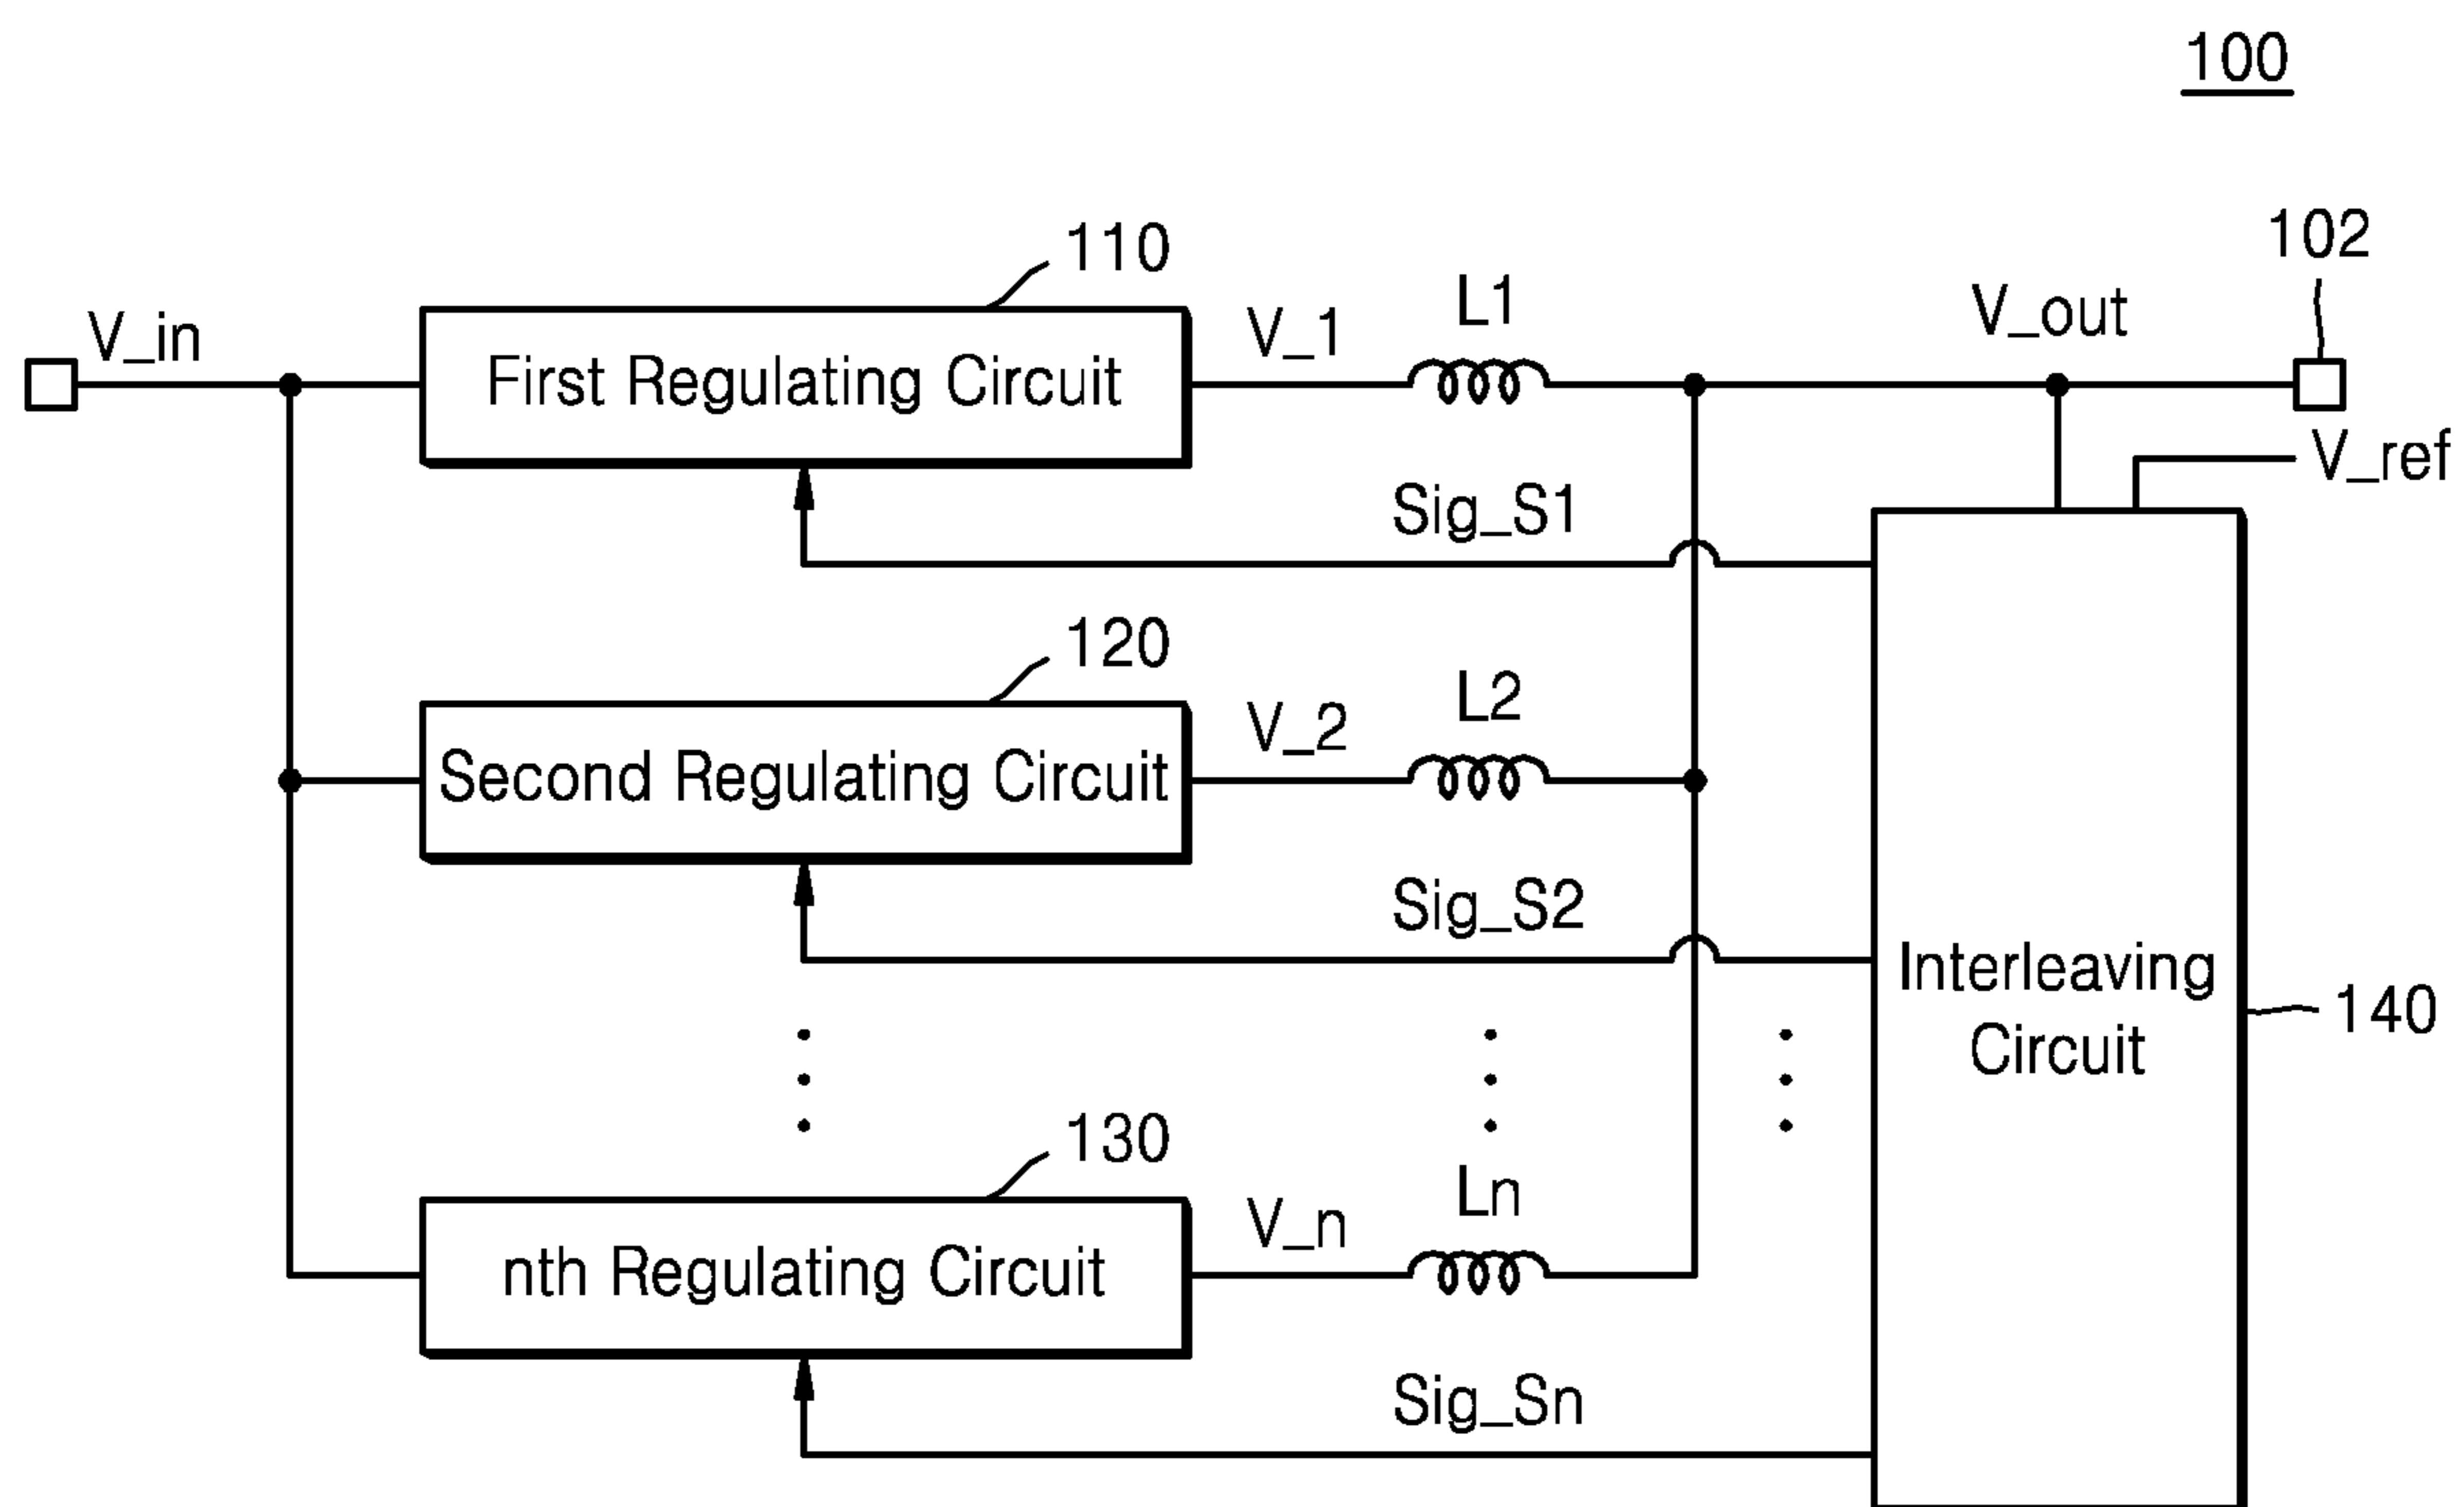 100
110
102
V_in
First Regulating Circuit
V_1
L1
V_out
V_ref
Sig_S1
120
Second Regulating Circuit
V_2
L2
Sig_S2
Interleaving
Circuit
140
130
nth Regulating Circuit
V_n
Ln
Sig_Sn